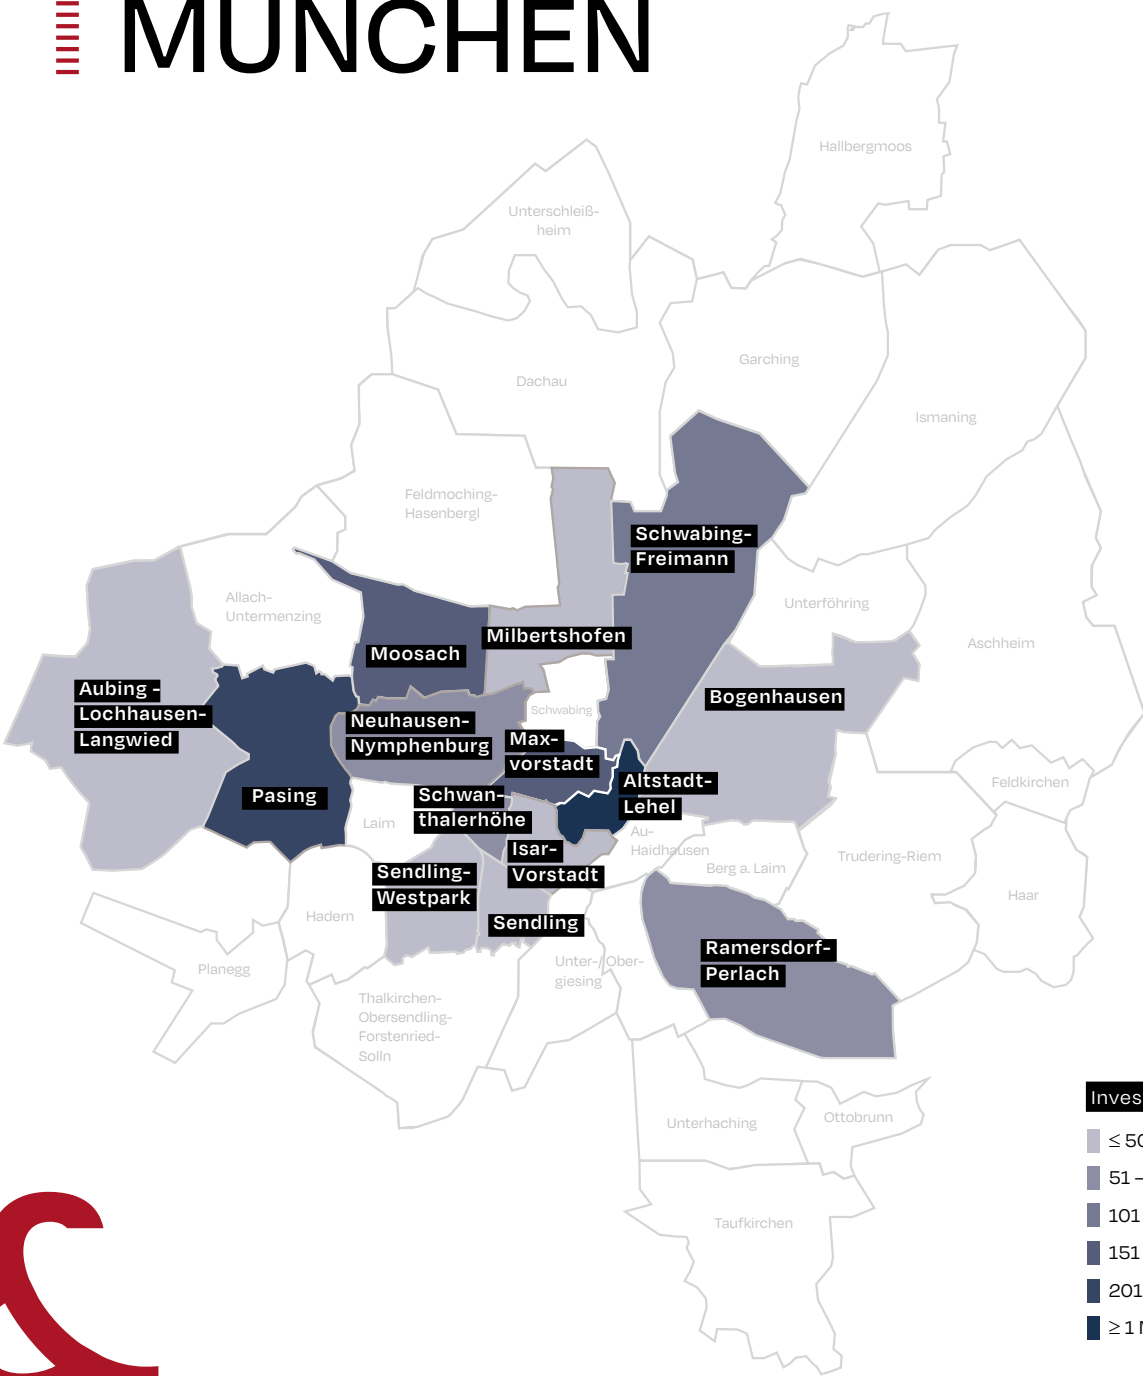 MÜNCHEN
Hallbergmoos
Unterschleiß-
heim
Garching
Dachau
Ismaning
Feldmoching-
Hasenbergl
Schwabing-
Freimann
Allach-
Untermenzing
Unterföhring
Milbertshofen
Aschheim
Moosach
Aubing -
Lochhausen-
Langwied
Bogenhausen
Schwabing
Neuhausen-
Nymphenburg
Max-
vorstadt
Altstadt-
Lehel
Feldkirchen
Pasing
Schwan-
thalerhöhe
Laim
Au-
Haidhausen
Isar-
Vorstadt
Berg a. Laim
Trudering-Riem
Sendling-
Westpark
Haar
Hadern
Sendling
Ramersdorf-
Perlach
Unter-/Ober-
giesing
Planegg
Thalkirchen-
Obersendling-
Forstenried-
Solln
Unterhaching
Ottobrunn
Taufkirchen
Inves
≤ 50
51 –
101
151
201
≥ 1
&